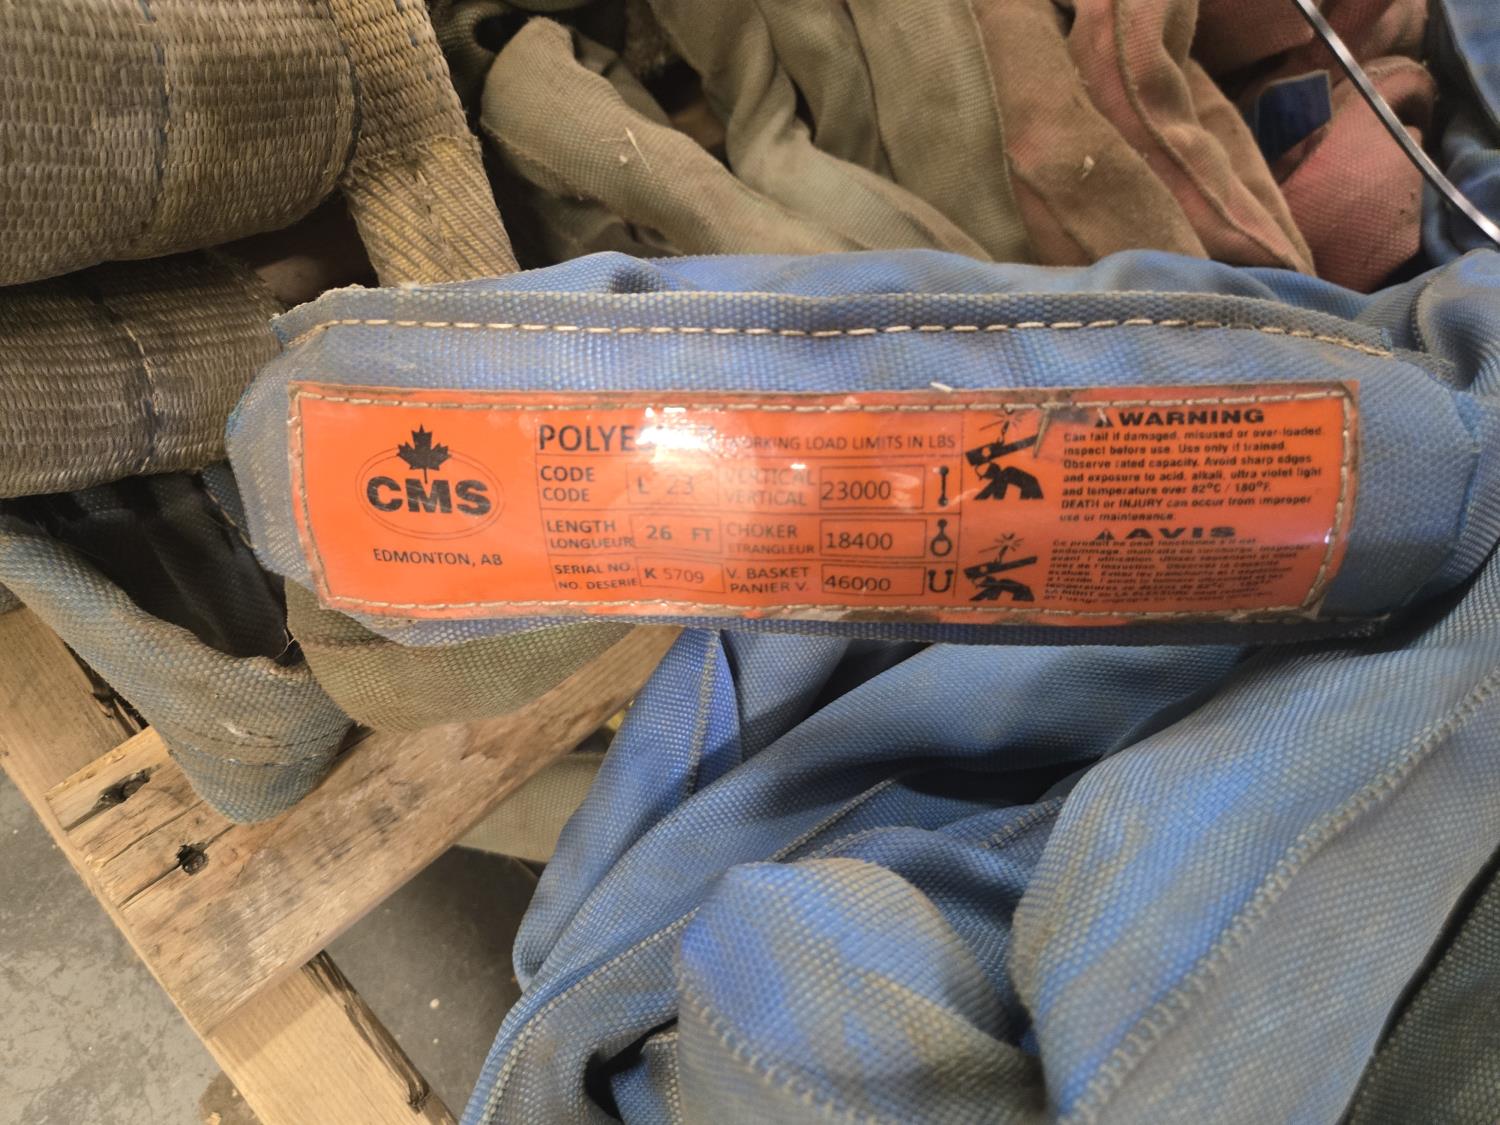 CMS
EDMONTON, AB
WORKING LOAD LIMITS IN LBS
CODE L 23 VERTICAL
CODE VERTICAL 23000
LENGTH 26 FT CHOKER
LONGUEUR ETRANGLEUR 18400
SERIAL NO. K 5709 V. BASKET
NO. DESERIE PANIER V. 46000
WARNING
Can fail if damaged, misused or over-loaded.
inspect before use. Use only if trained.
Observe rated capacity. Avoid sharp edges
and exposure to acid, alkali, ultra violet light
and temperature over 82°C / 180°F.
DEATH or INJURY can occur from improper
use or maintenance.
AVIS